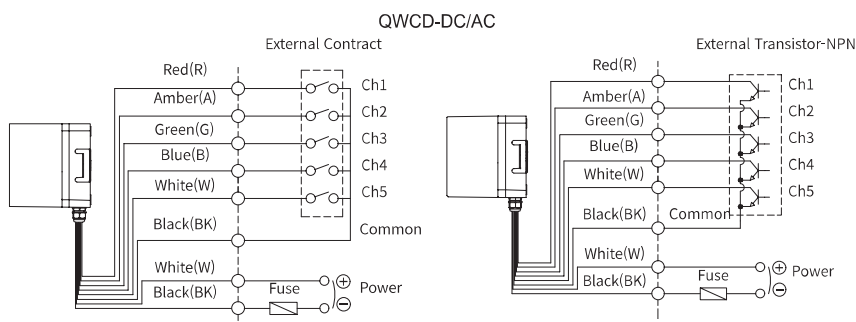 QWCD-DC/AC
External Contract
Red(R)
Ch1
Amber(A)
Ch2
Green(G)
Ch3
Blue(B)
Ch4
White(W)
Ch5
Black(BK)
Common
White(W)
Power
Black(BK)
Fuse
External Transistor-NPN
Red(R)
Ch1
Amber(A)
Ch2
Green(G)
Ch3
Blue(B)
Ch4
White(W)
Ch5
Black(BK)
Common
White(W)
Power
Black(BK)
Fuse